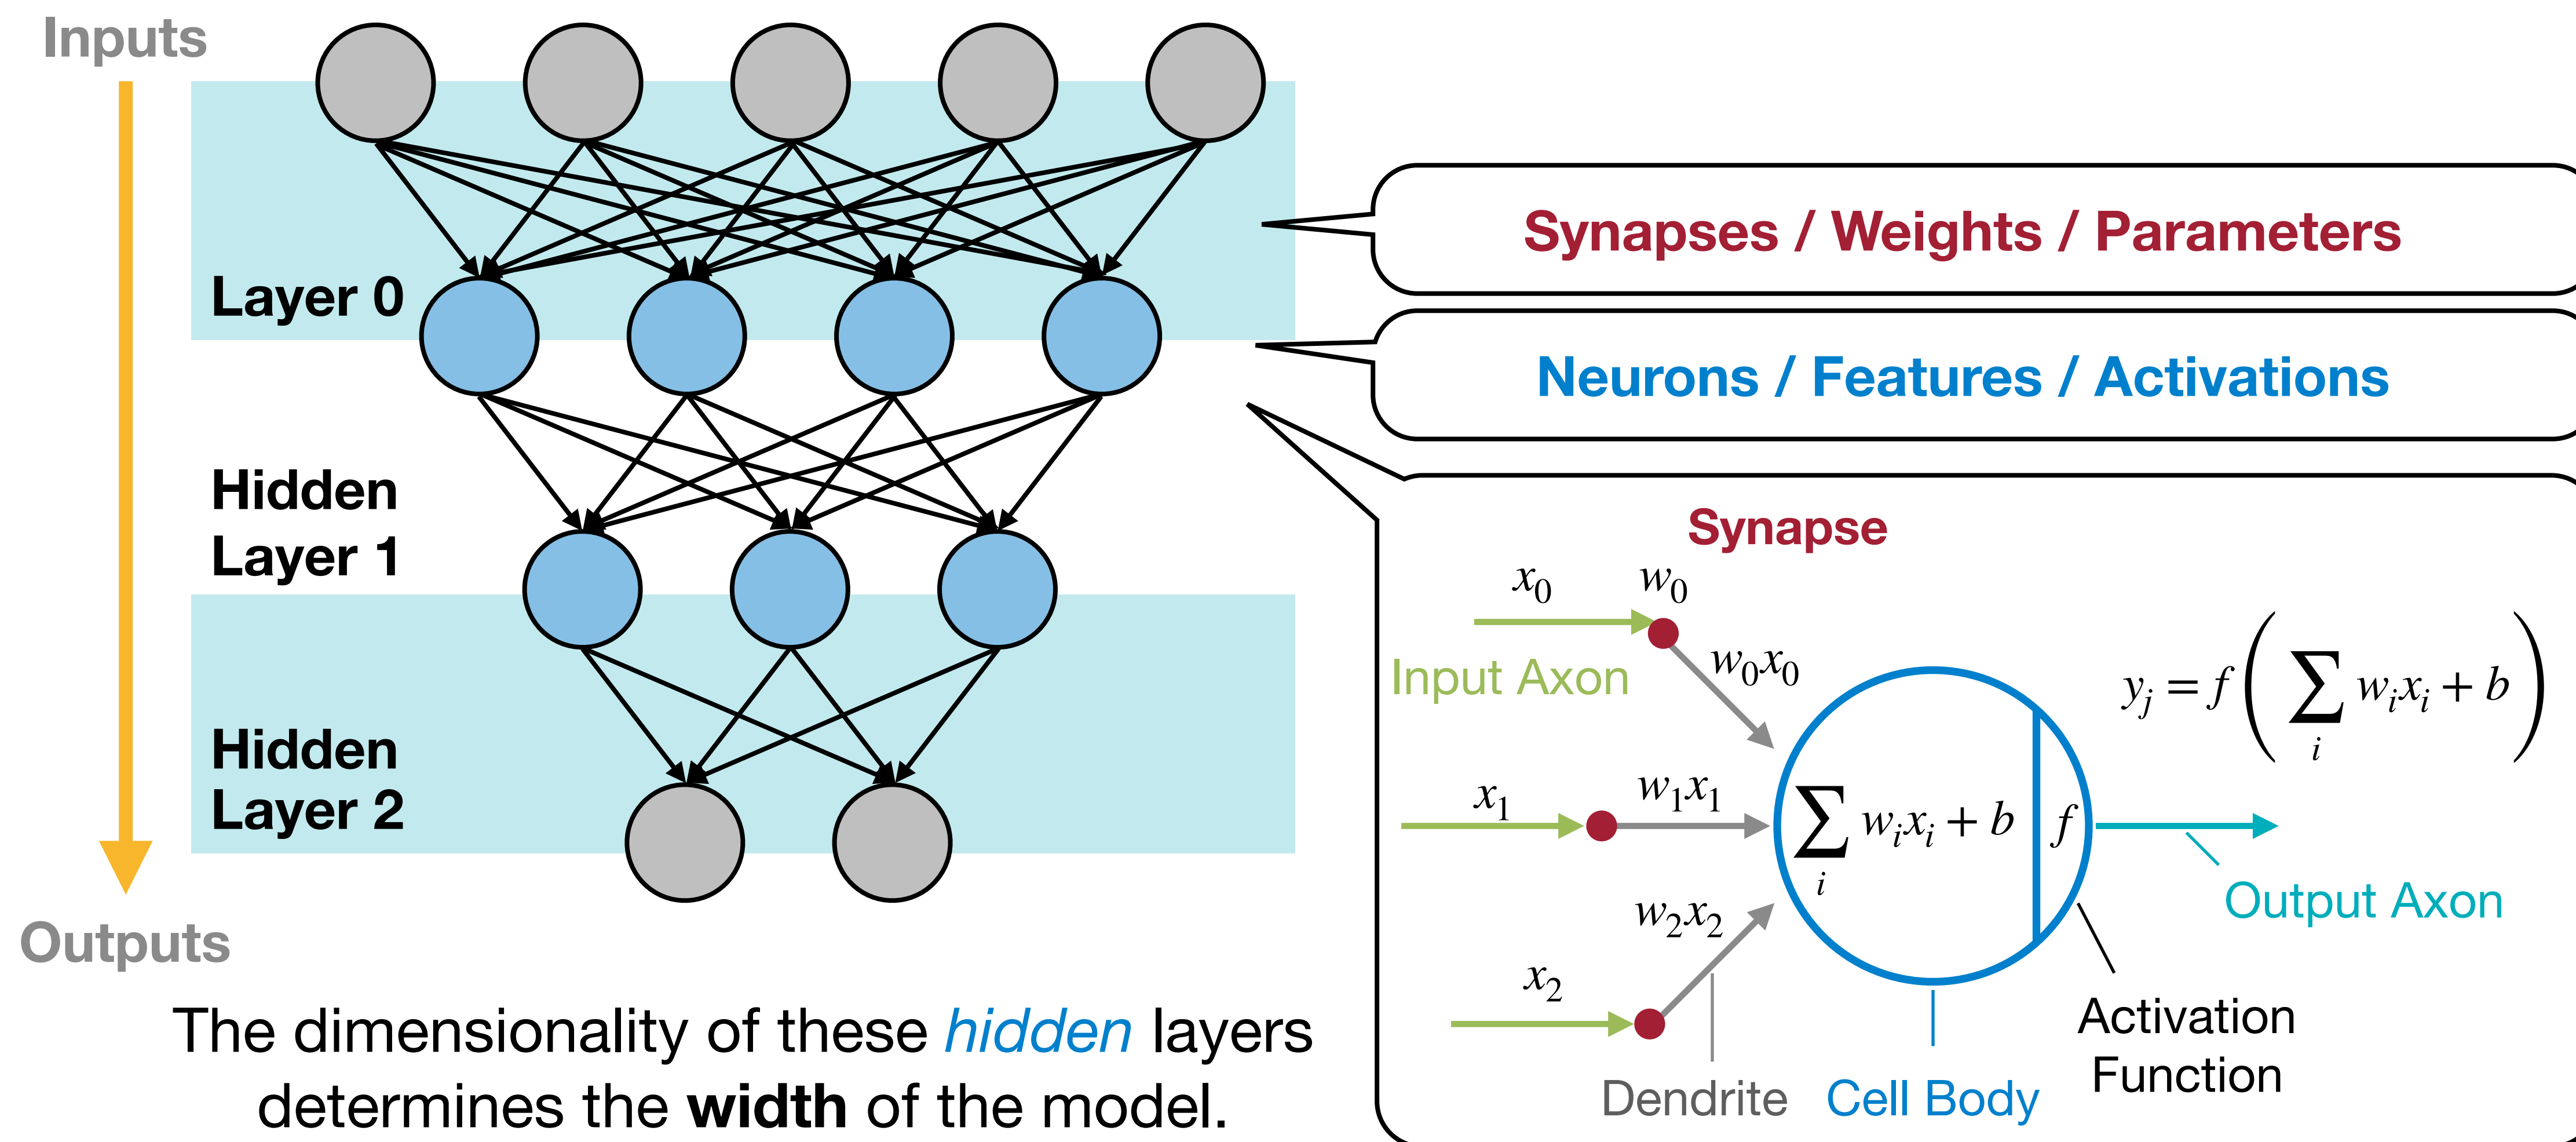 Inputs
Layer 0
Hidden
Layer 1
Hidden
Layer 2
Outputs
The dimensionality of these hidden layers
determines the width of the model.
Synapses / Weights / Parameters
Neurons / Features / Activations
Synapse
x₀
w₀
Input Axon
w₀x₀
x₁
w₁x₁
x₂
w₂x₂
∑ᵢ wᵢxᵢ + b
f
yⱼ = f(∑ᵢ wᵢxᵢ + b)
Output Axon
Dendrite
Cell Body
Activation
Function